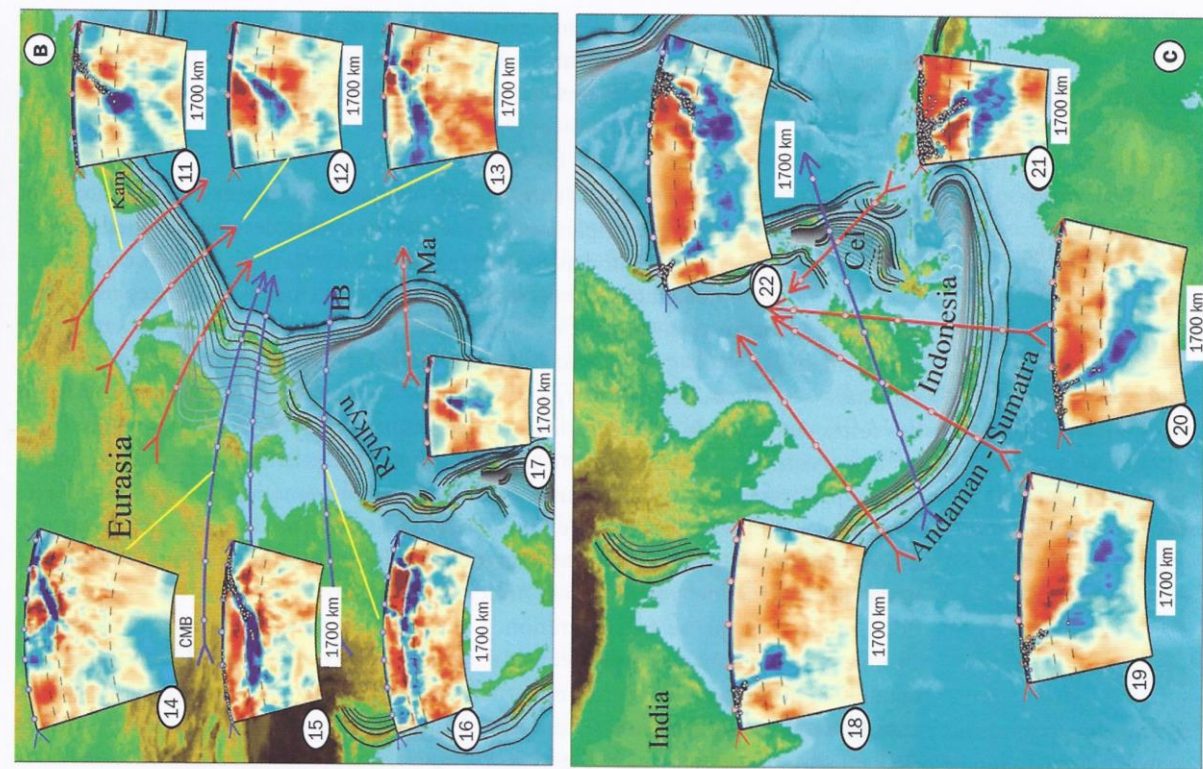 B
Eurasia
Kam
11
1700 km
12
1700 km
13
1700 km
14
CMB
15
1700 km
16
1700 km
Ryukyu
IB
Ma
17
1700 km
C
India
22
1700 km
21
1700 km
Cel
Indonesia
Andaman - Sumatra
18
1700 km
19
1700 km
20
1700 km